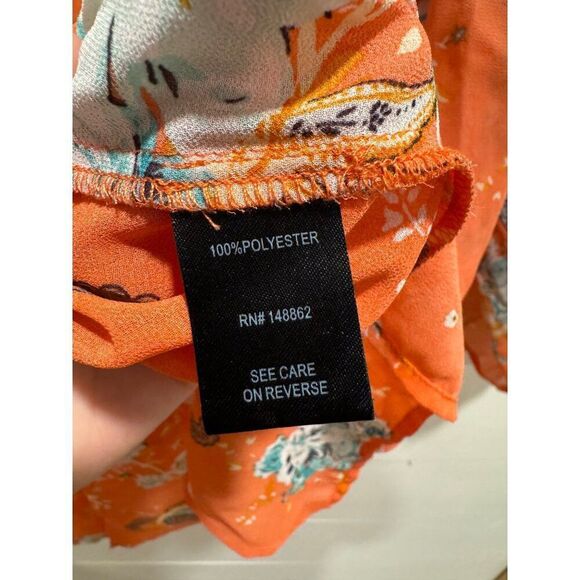 100%POLYESTER
RN# 148862
SEE CARE
ON REVERSE